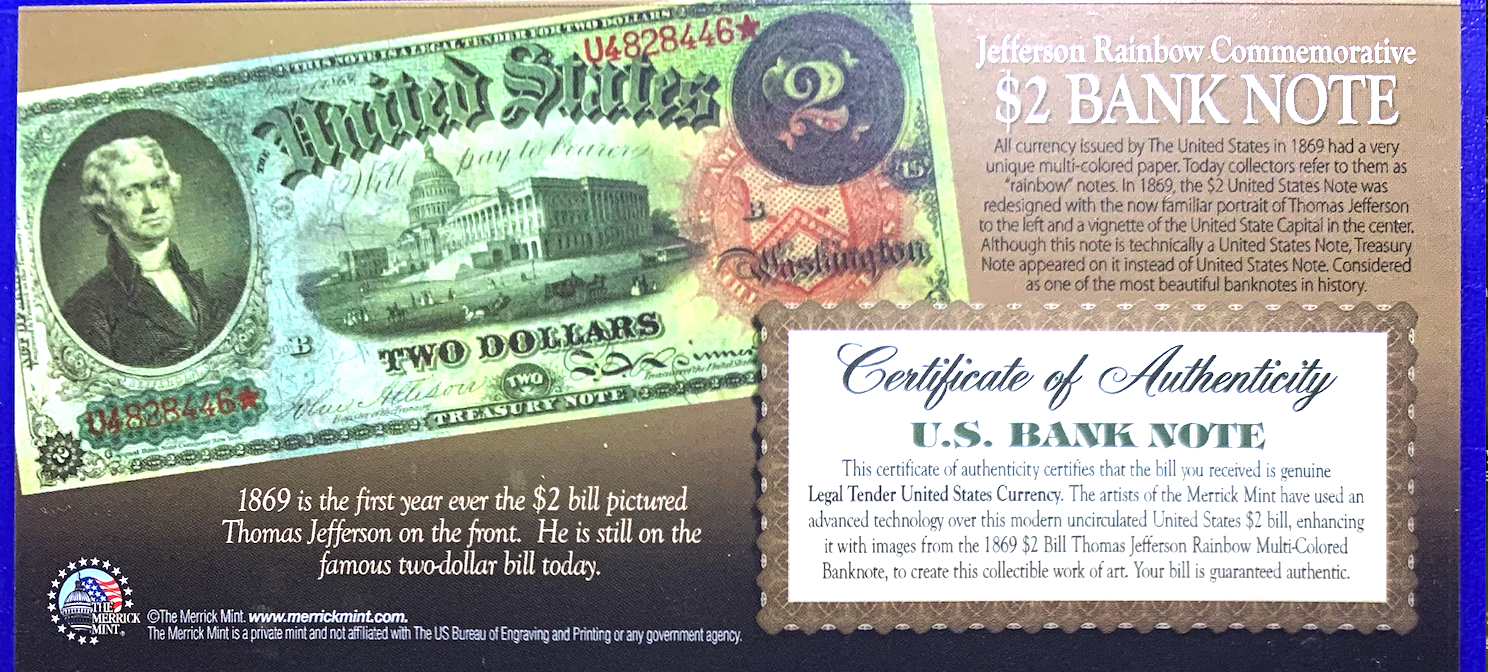 THIS NOTE IS A LEGAL TENDER FOR TWO DOLLARS
U4828446★
THE United States
2
Will pay to bearer
15
B
Washington
B
TWO DOLLARS
U4828446★
John Allison
TWO
TREASURY NOTE
2
Jefferson Rainbow Commemorative
$2 BANK NOTE
All currency issued by The United States in 1869 had a very
unique multi-colored paper. Today collectors refer to them as
"rainbow" notes. In 1869, the $2 United States Note was
redesigned with the now familiar portrait of Thomas Jefferson
to the left and a vignette of the United State Capital in the center.
Although this note is technically a United States Note, Treasury
Note appeared on it instead of United States Note. Considered
as one of the most beautiful banknotes in history.
Certificate of Authenticity
U.S. BANK NOTE
This certificate of authenticity certifies that the bill you received is genuine
Legal Tender United States Currency. The artists of the Merrick Mint have used an
advanced technology over this modern uncirculated United States $2 bill, enhancing
it with images from the 1869 $2 Bill Thomas Jefferson Rainbow Multi-Colored
Banknote, to create this collectible work of art. Your bill is guaranteed authentic.
1869 is the first year ever the $2 bill pictured
Thomas Jefferson on the front. He is still on the
famous two-dollar bill today.
THE
MERRICK
MINT®
©The Merrick Mint. www.merrickmint.com.
The Merrick Mint is a private mint and not affiliated with The US Bureau of Engraving and Printing or any government agency.